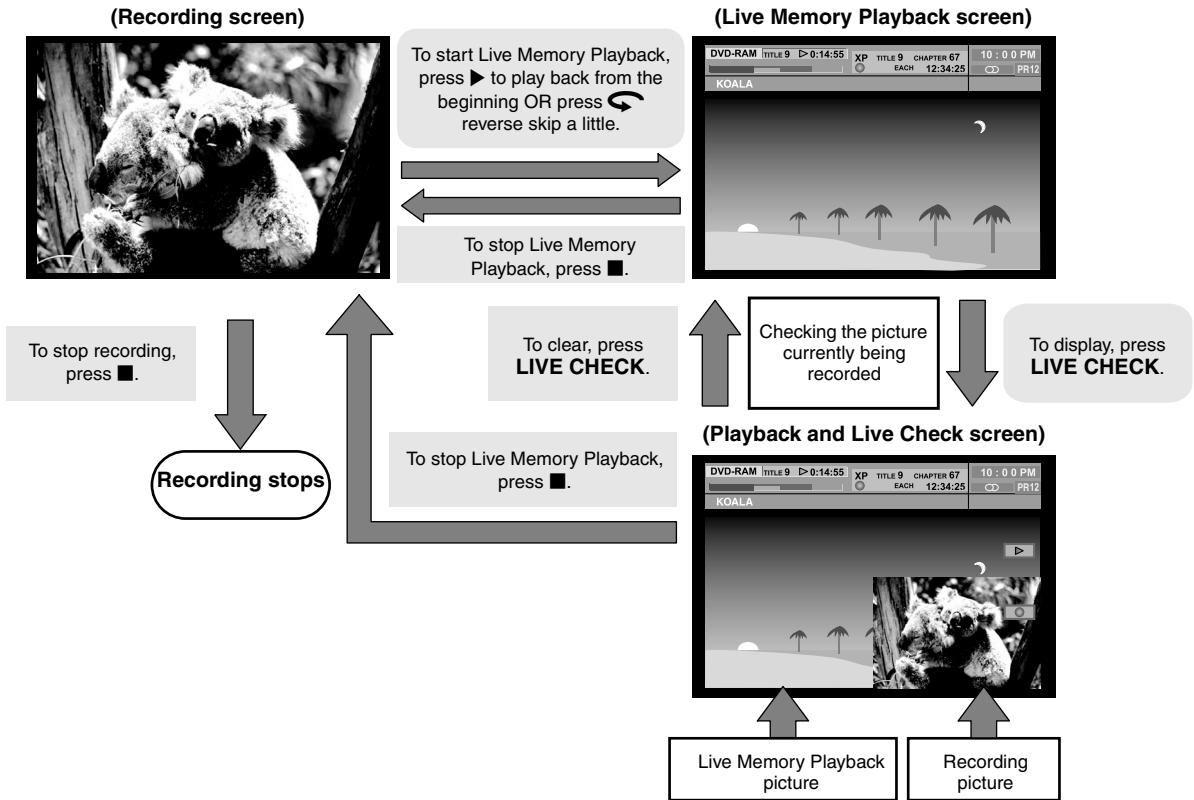 (Recording screen)
(Live Memory Playback screen)
To start Live Memory Playback,
press ▶ to play back from the
beginning OR press
reverse skip a little.
DVD-RAM TITLE 9 ▷ 0:14:55 XP TITLE 9 CHAPTER 67 10 : 0 0 PM
EACH 12:34:25 PR12
KOALA
To stop Live Memory
Playback, press ■.
To stop recording,
press ■.
To clear, press
LIVE CHECK.
Checking the picture
currently being
recorded
To display, press
LIVE CHECK.
Recording stops
To stop Live Memory Playback,
press ■.
(Playback and Live Check screen)
DVD-RAM TITLE 9 ▷ 0:14:55 XP TITLE 9 CHAPTER 67 10 : 0 0 PM
EACH 12:34:25 PR12
KOALA
Live Memory Playback
picture
Recording
picture